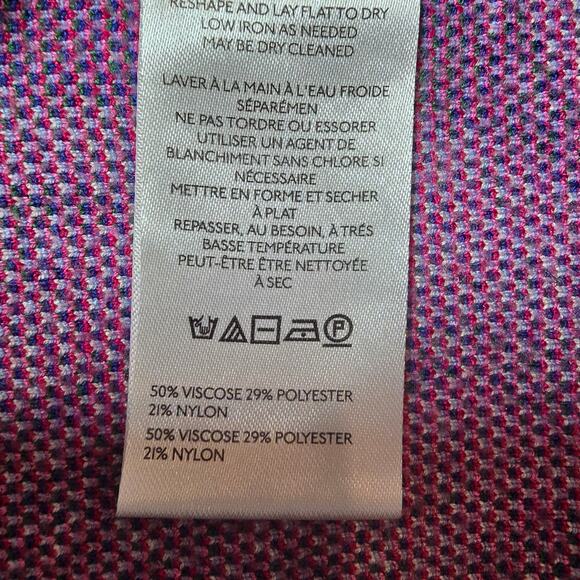 RESHAPE AND LAY FLAT TO DRY
LOW IRON AS NEEDED
MAY BE DRY CLEANED
LAVER À LA MAIN À L'EAU FROIDE
SÉPARÉMEN
NE PAS TORDRE OU ESSORER
UTILISER UN AGENT DE
BLANCHIMENT SANS CHLORE SI
NÉCESSAIRE
METTRE EN FORME ET SECHER
À PLAT
REPASSER, AU BESOIN, À TRÉS
BASSE TEMPÉRATURE
PEUT-ÊTRE ÊTRE NETTOYÉE
À SEC
P
50% VISCOSE 29% POLYESTER
21% NYLON
50% VISCOSE 29% POLYESTER
21% NYLON